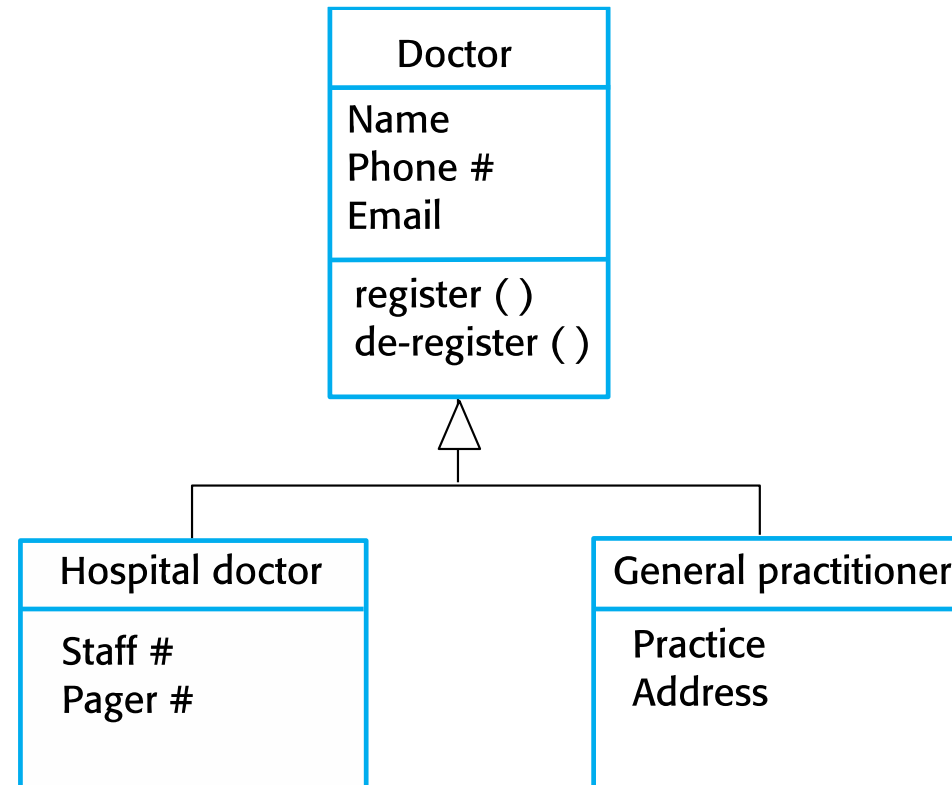 Doctor
Name
Phone #
Email
register ( )
de-register ( )
Hospital doctor
Staff #
Pager #
General practitioner
Practice
Address